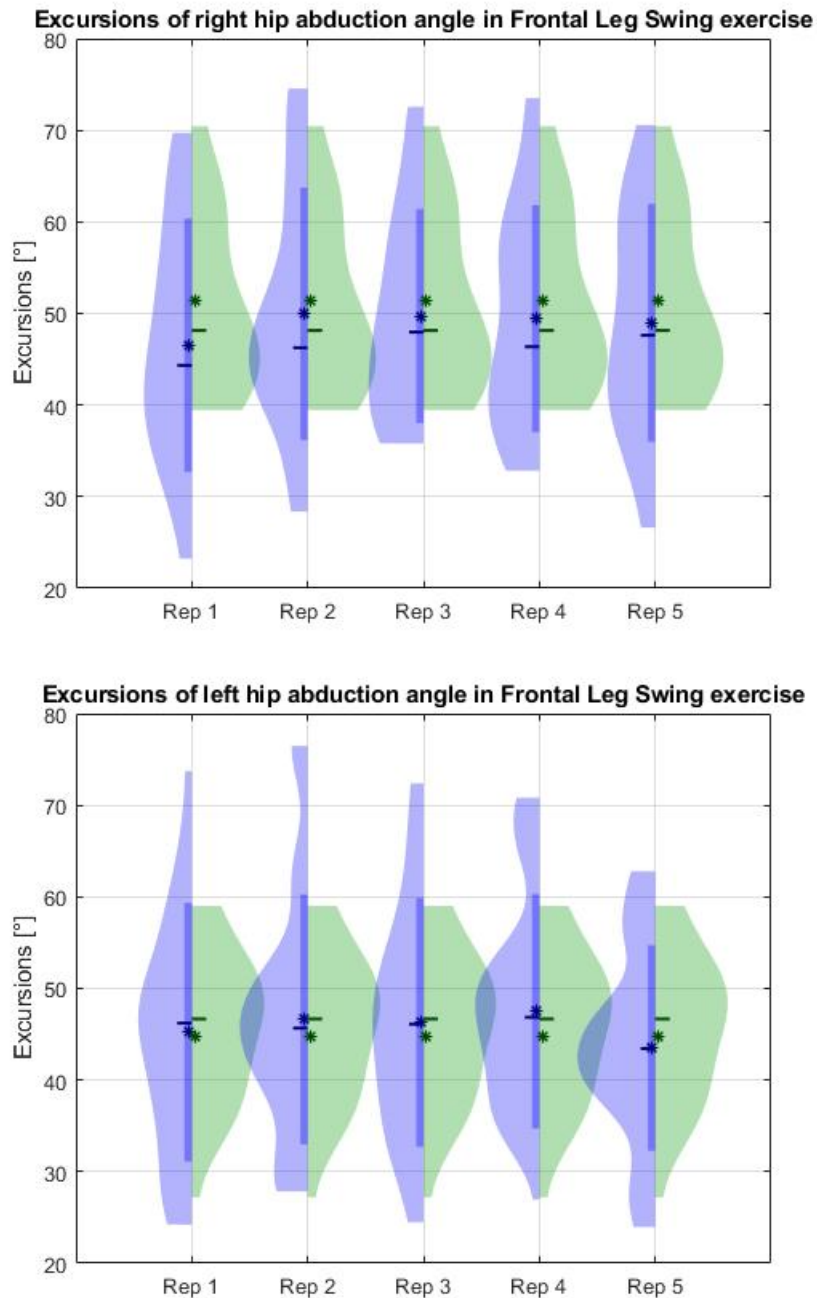 Excursions of right hip abduction angle in Frontal Leg Swing exercise
80
70
60
50
40
30
20
Excursions [°]
Rep 1 Rep 2 Rep 3 Rep 4 Rep 5
Excursions of left hip abduction angle in Frontal Leg Swing exercise
80
70
60
50
40
30
20
Excursions [°]
Rep 1 Rep 2 Rep 3 Rep 4 Rep 5